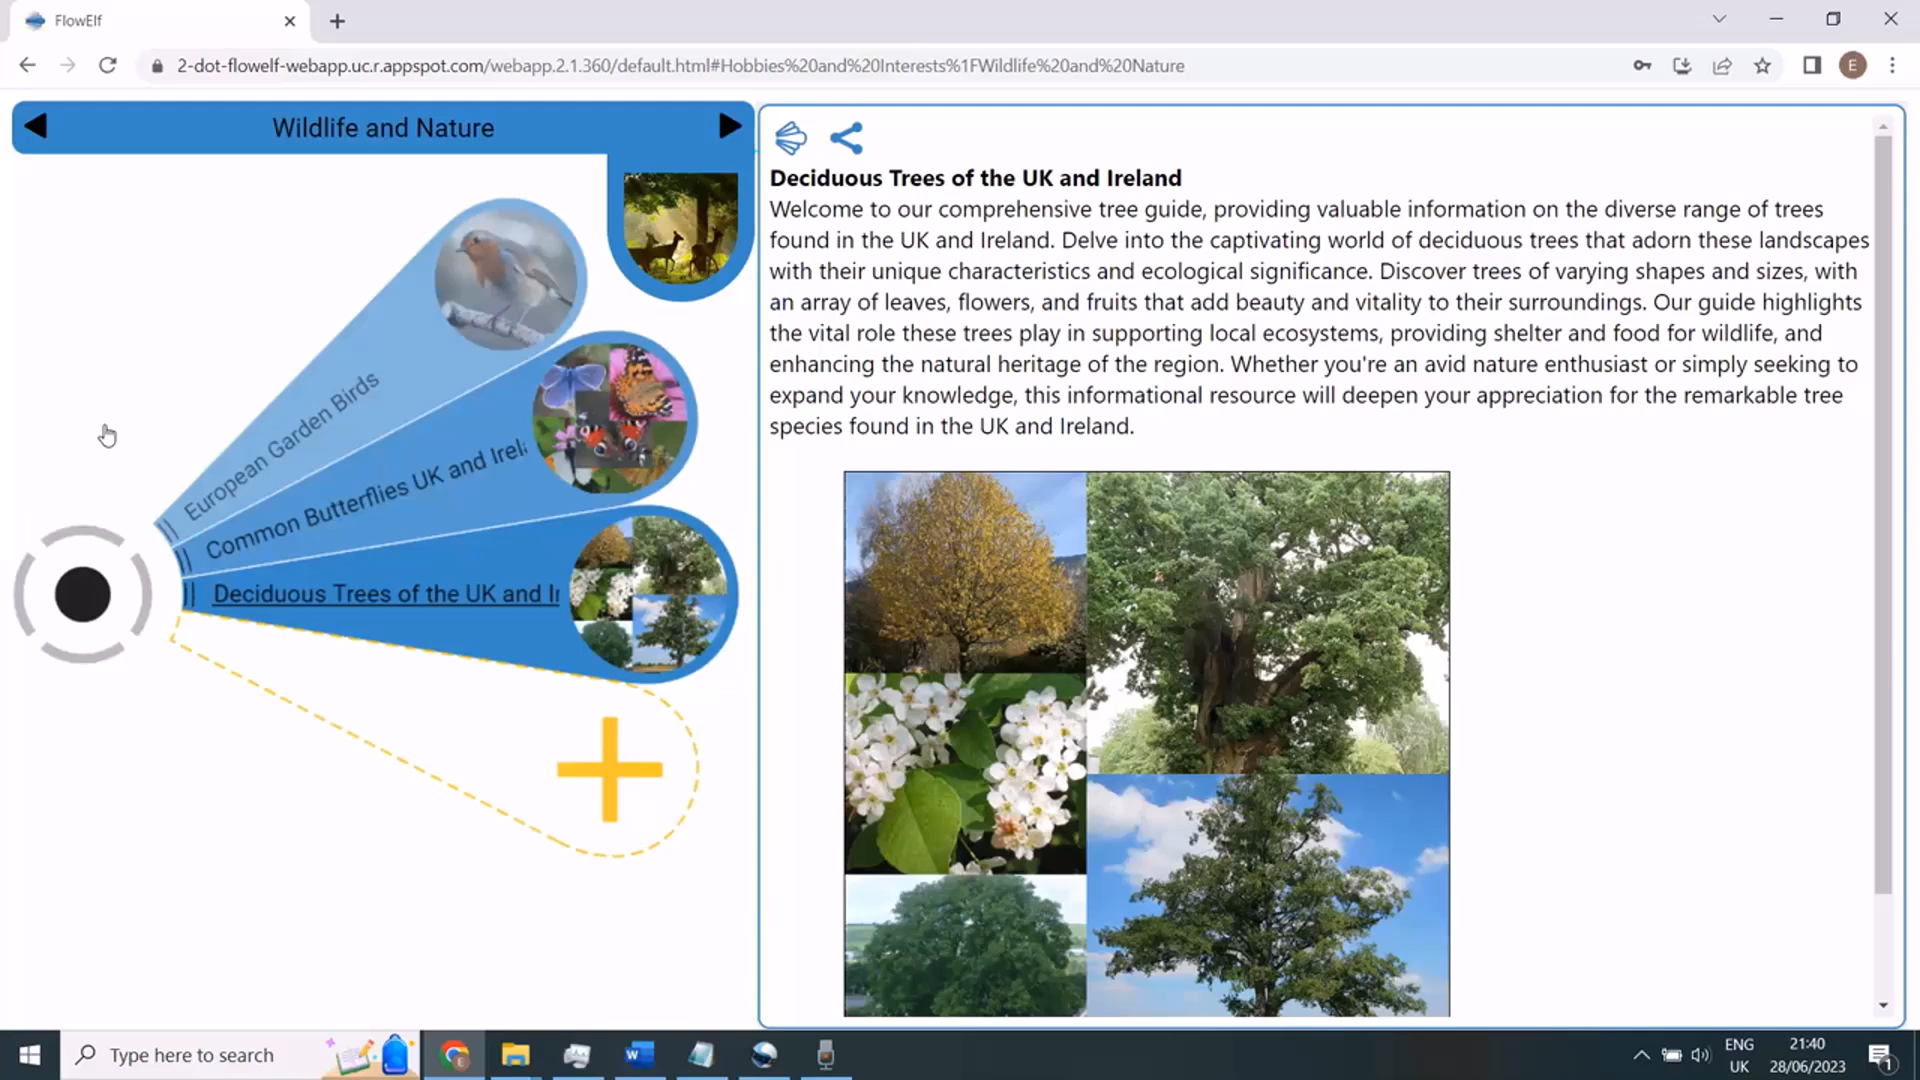 FlowElf
2-dot-flowelf-webapp.uc.r.appspot.com/webapp.2.1.360/default.html#Hobbies%20and%20Interests%1FWildlife%20and%20Nature
E
Wildlife and Nature
European Garden Birds
Common Butterflies UK and Irela
Deciduous Trees of the UK and Ir
Deciduous Trees of the UK and Ireland
Welcome to our comprehensive tree guide, providing valuable information on the diverse range of trees
found in the UK and Ireland. Delve into the captivating world of deciduous trees that adorn these landscapes
with their unique characteristics and ecological significance. Discover trees of varying shapes and sizes, with
an array of leaves, flowers, and fruits that add beauty and vitality to their surroundings. Our guide highlights
the vital role these trees play in supporting local ecosystems, providing shelter and food for wildlife, and
enhancing the natural heritage of the region. Whether you're an avid nature enthusiast or simply seeking to
expand your knowledge, this informational resource will deepen your appreciation for the remarkable tree
species found in the UK and Ireland.
Type here to search
ENG
UK
21:40
28/06/2023
1